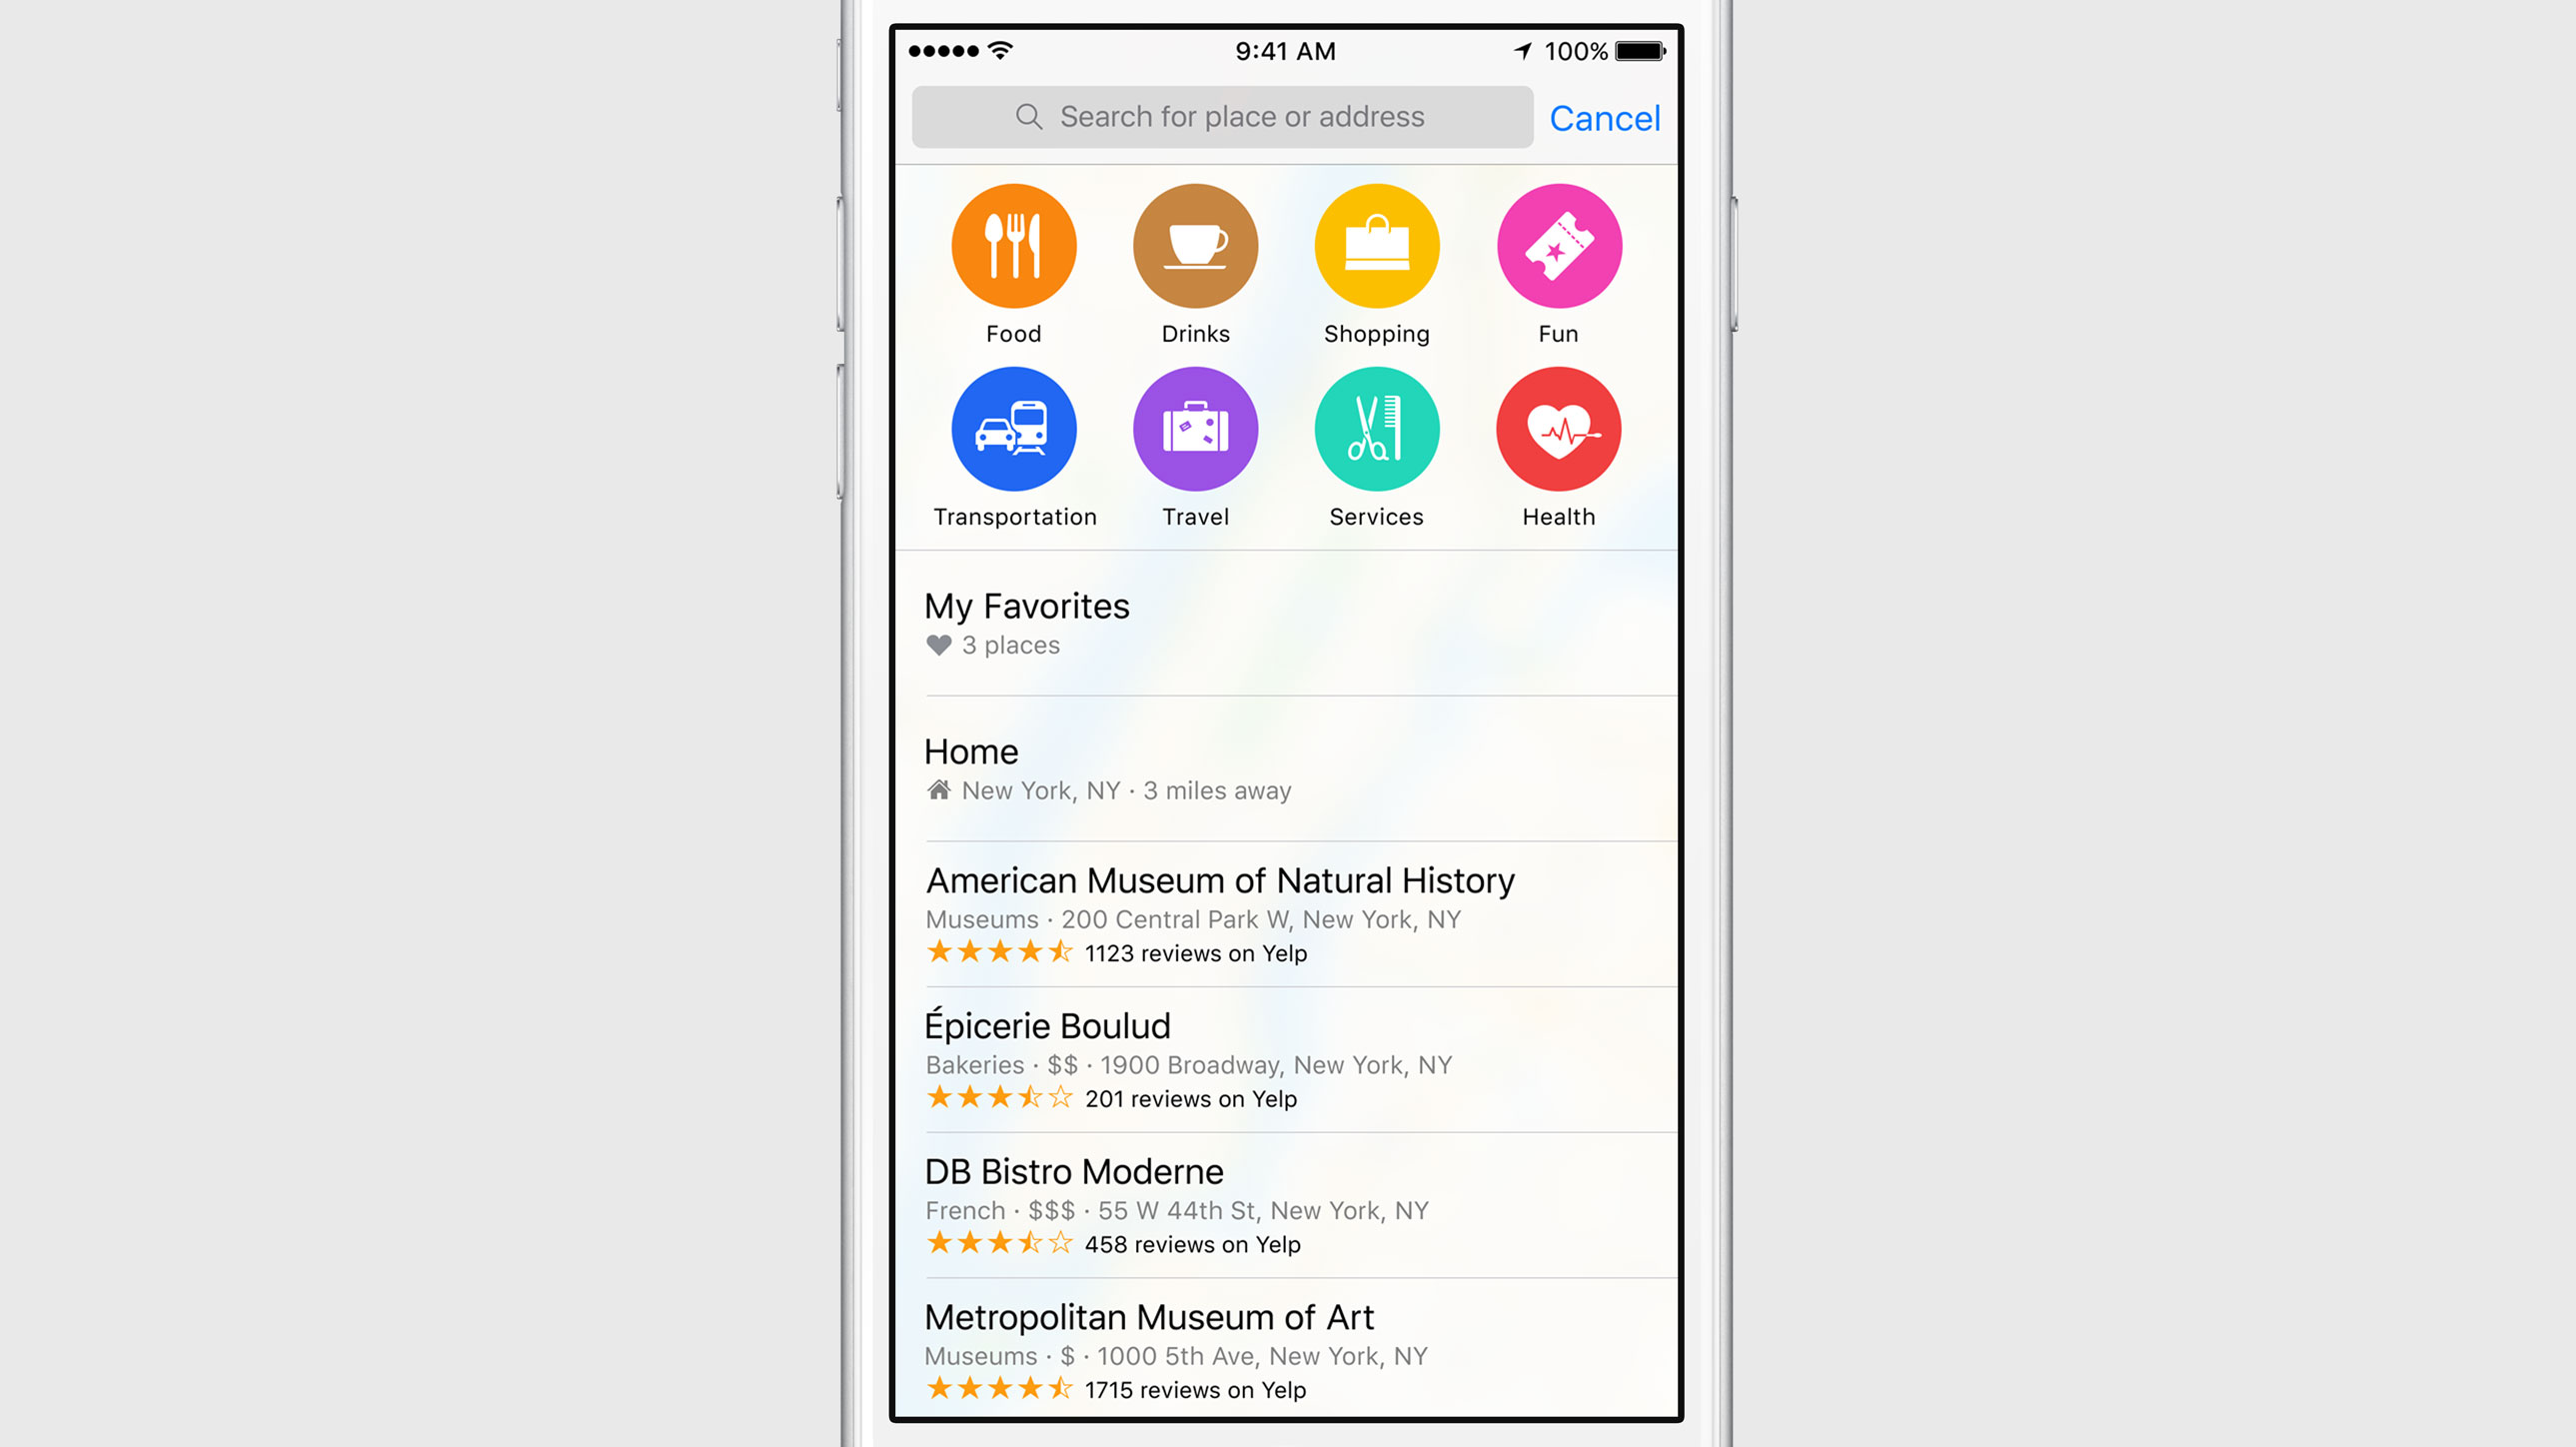 9:41 AM
100%
Search for place or address
Cancel
Food
Drinks
Shopping
Fun
Transportation
Travel
Services
Health
My Favorites
3 places
Home
New York, NY · 3 miles away
American Museum of Natural History
Museums · 200 Central Park W, New York, NY
1123 reviews on Yelp
Épicerie Boulud
Bakeries · $$ · 1900 Broadway, New York, NY
201 reviews on Yelp
DB Bistro Moderne
French · $$$ · 55 W 44th St, New York, NY
458 reviews on Yelp
Metropolitan Museum of Art
Museums · $ · 1000 5th Ave, New York, NY
1715 reviews on Yelp